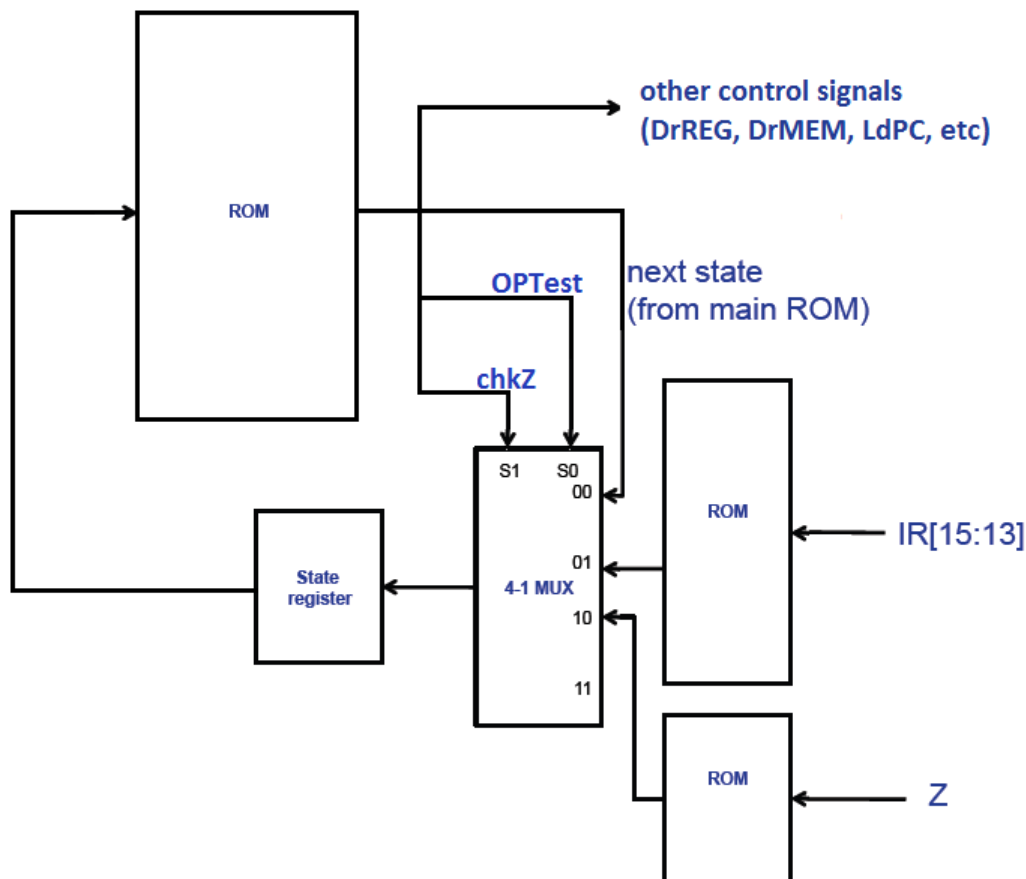 other control signals
(DrREG, DrMEM, LdPC, etc)
ROM
next state
(from main ROM)
OPTest
chkZ
S1 S0
00
ROM
IR[15:13]
01
State
register
4-1 MUX
10
11
ROM
Z